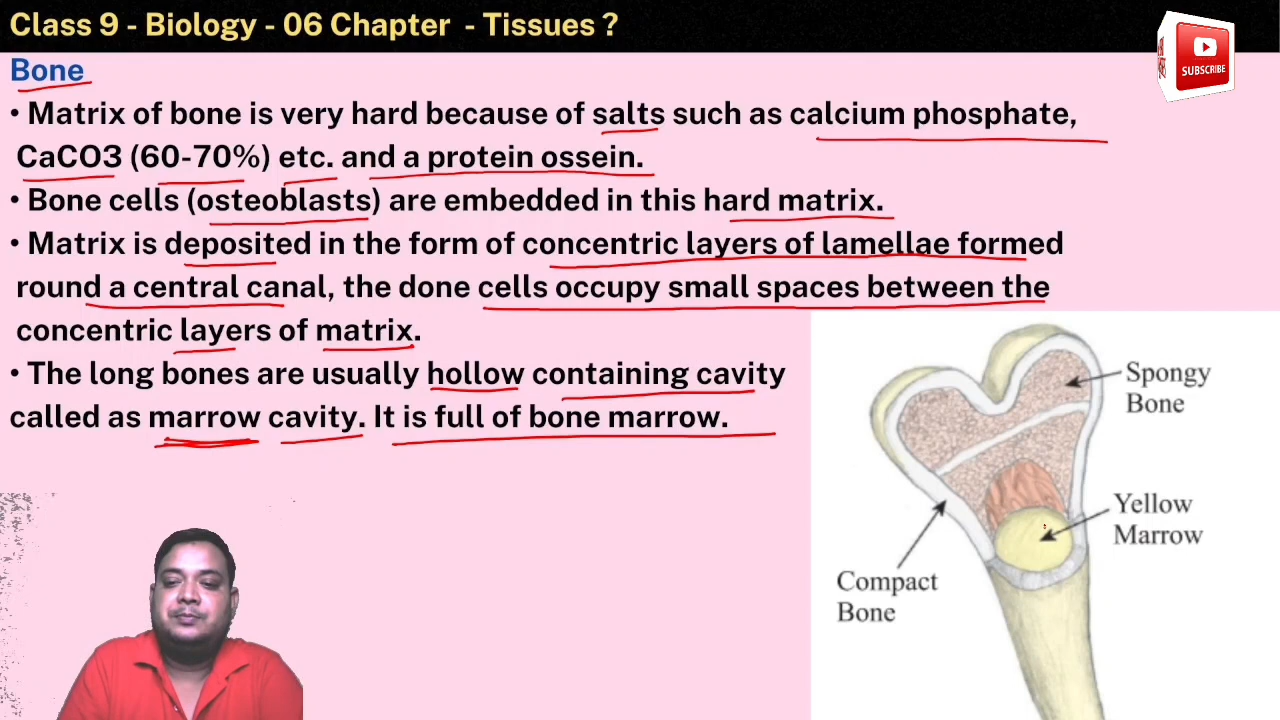 Class 9 - Biology - 06 Chapter - Tissues ?
SUBSCRIBE
Bone
• Matrix of bone is very hard because of salts such as calcium phosphate,
CaCO3 (60-70%) etc. and a protein ossein.
• Bone cells (osteoblasts) are embedded in this hard matrix.
• Matrix is deposited in the form of concentric layers of lamellae formed
round a central canal, the done cells occupy small spaces between the
concentric layers of matrix.
• The long bones are usually hollow containing cavity
called as marrow cavity. It is full of bone marrow.
Spongy
Bone
Yellow
Marrow
Compact
Bone